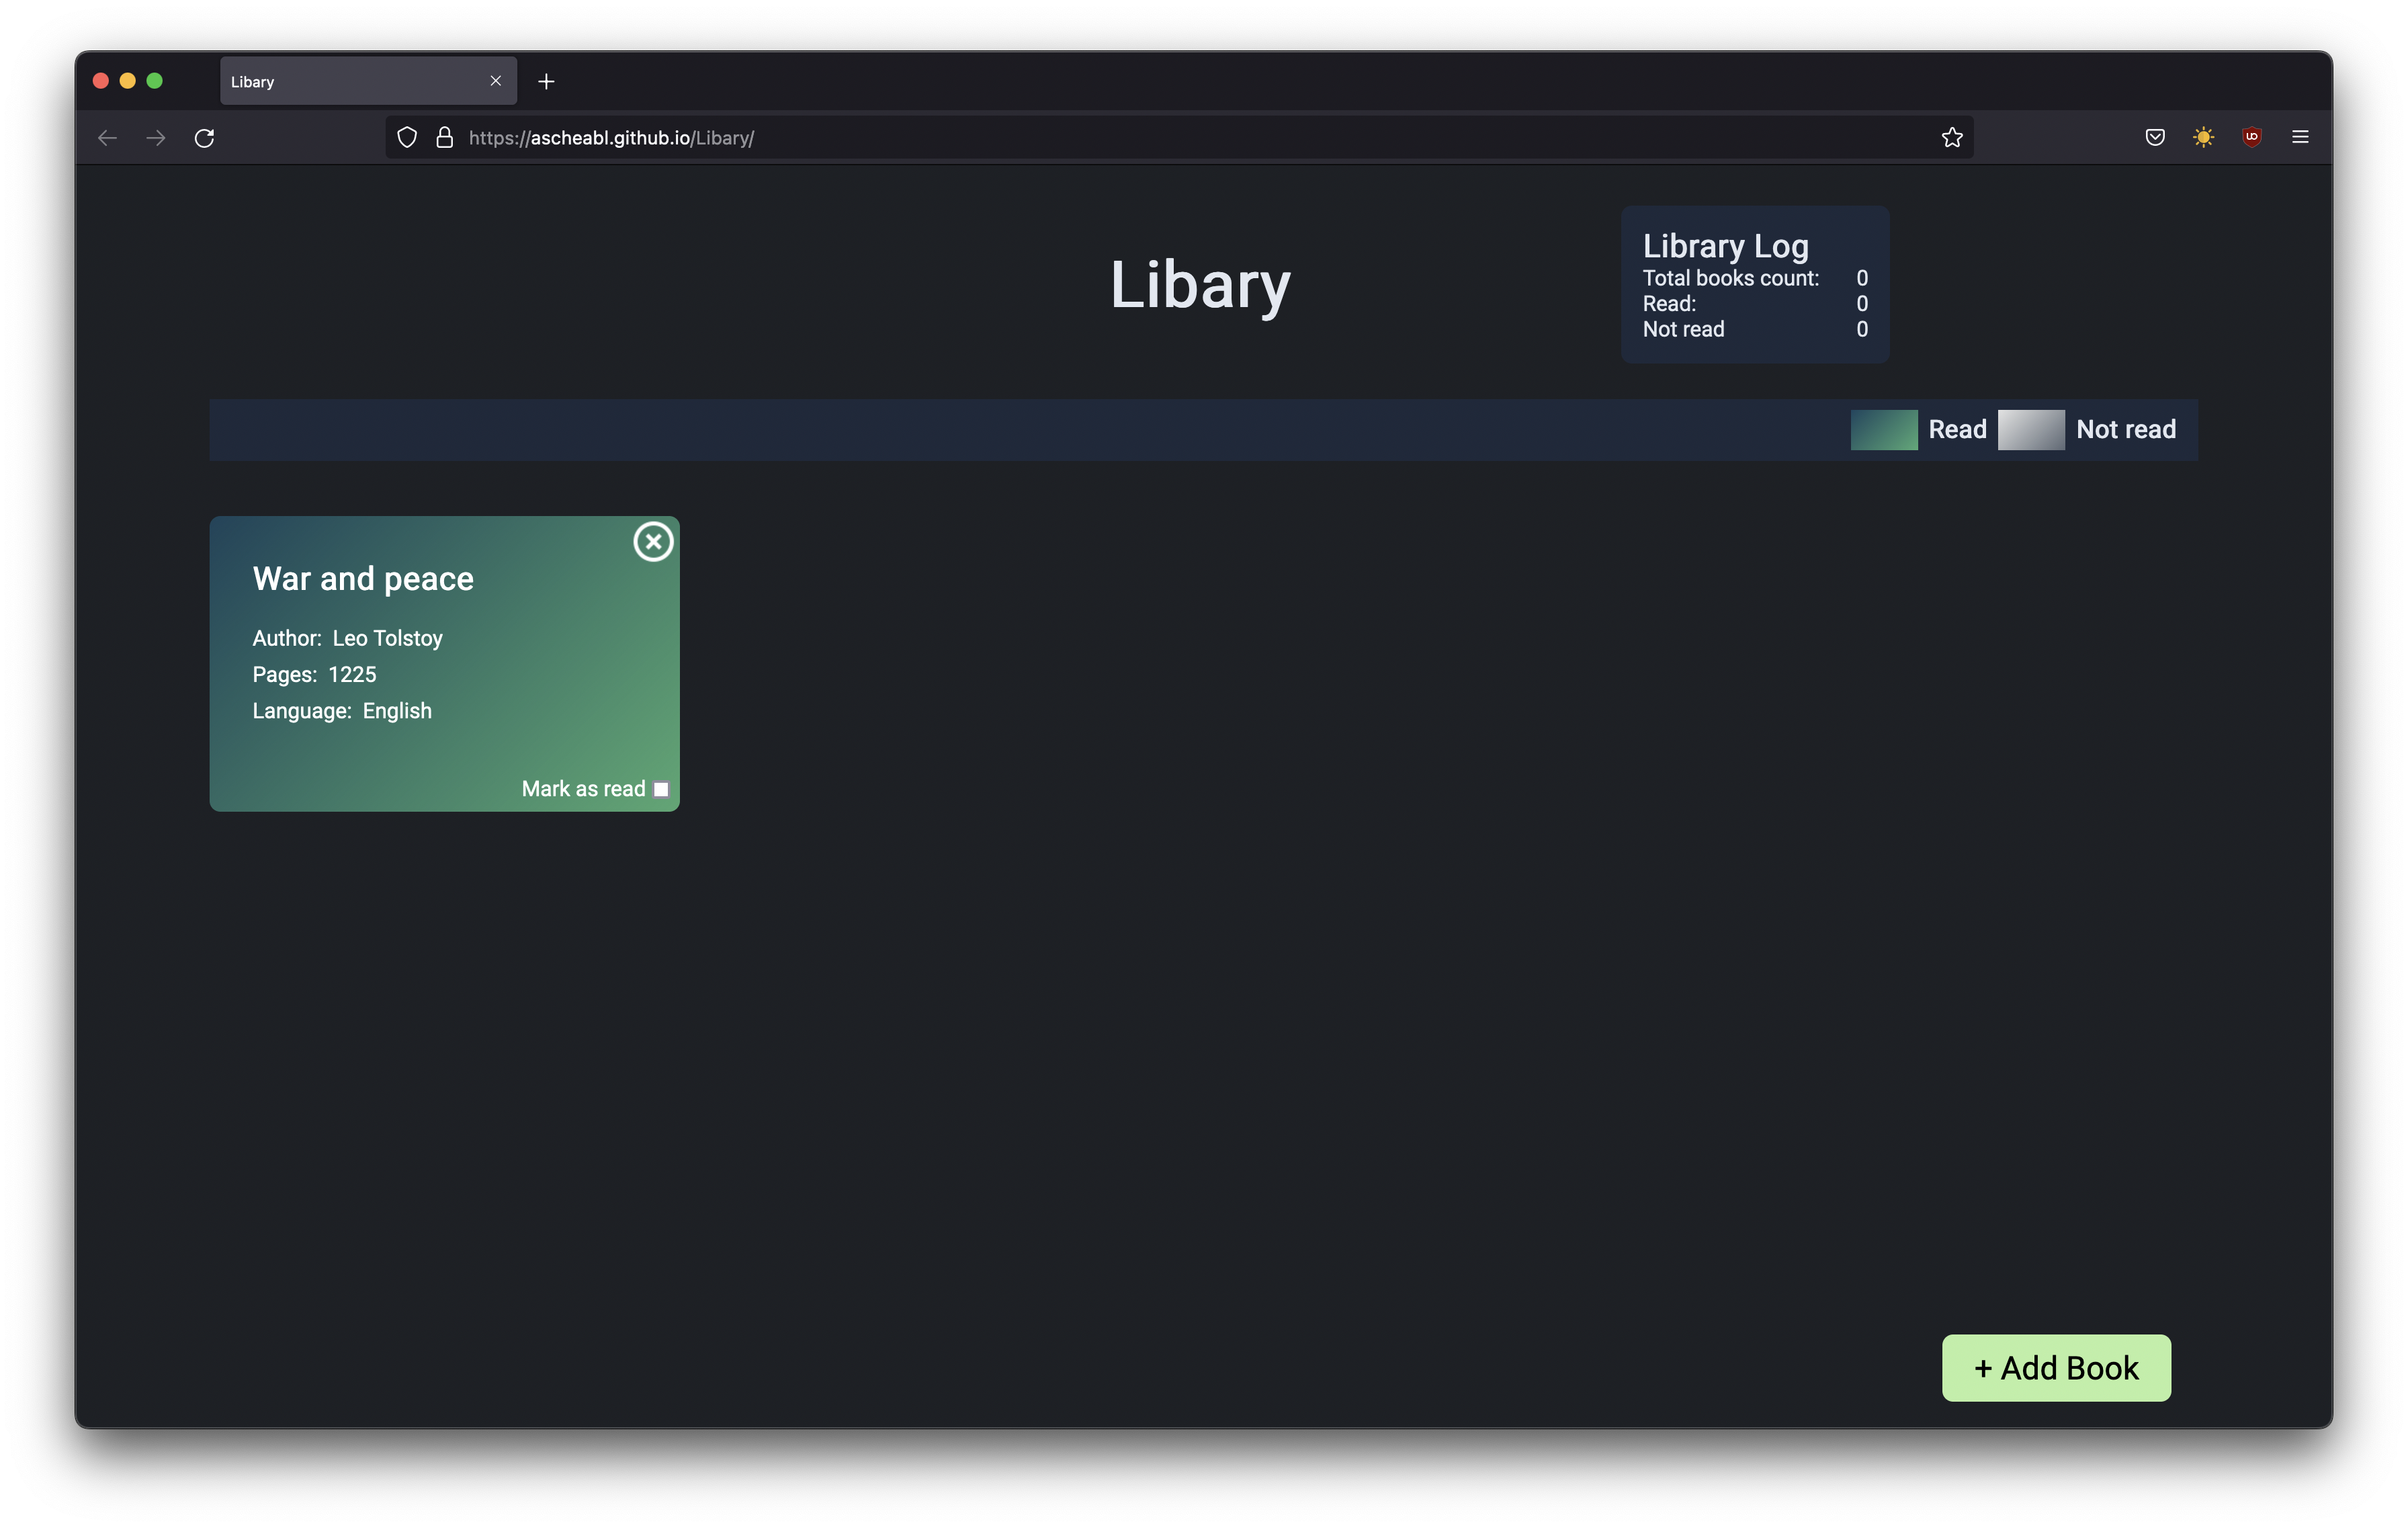 Libary
https://ascheabl.github.io/Libary/
Libary
Library Log
Total books count: 0
Read: 0
Not read 0
Read Not read
War and peace
Author: Leo Tolstoy
Pages: 1225
Language: English
Mark as read
+ Add Book